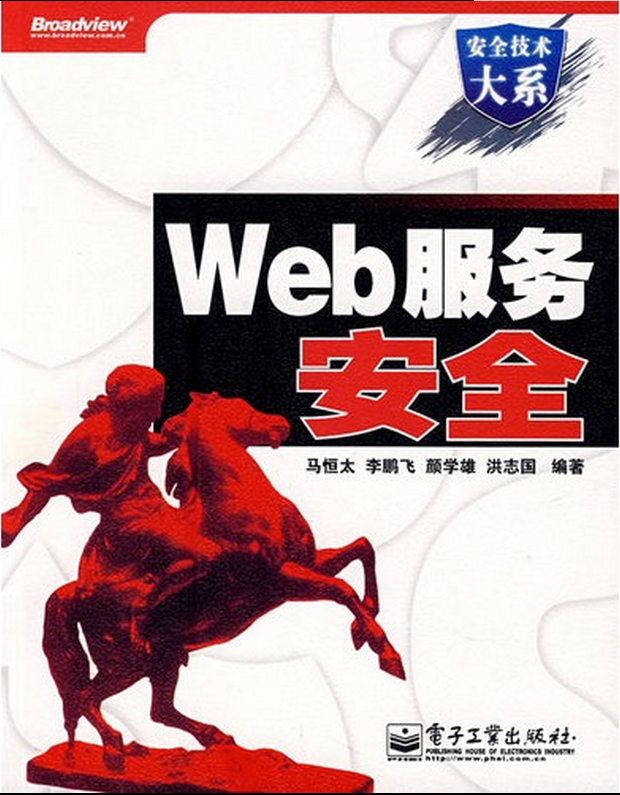 Broadview
www.broadview.com.cn
安全技术
大系
Web服务
安全
马恒太 李鹏飞 颜学雄 洪志国 编著
電子工業出版社·
PUBLISHING HOUSE OF ELECTRONICS INDUSTRY
http://www.phei.com.cn